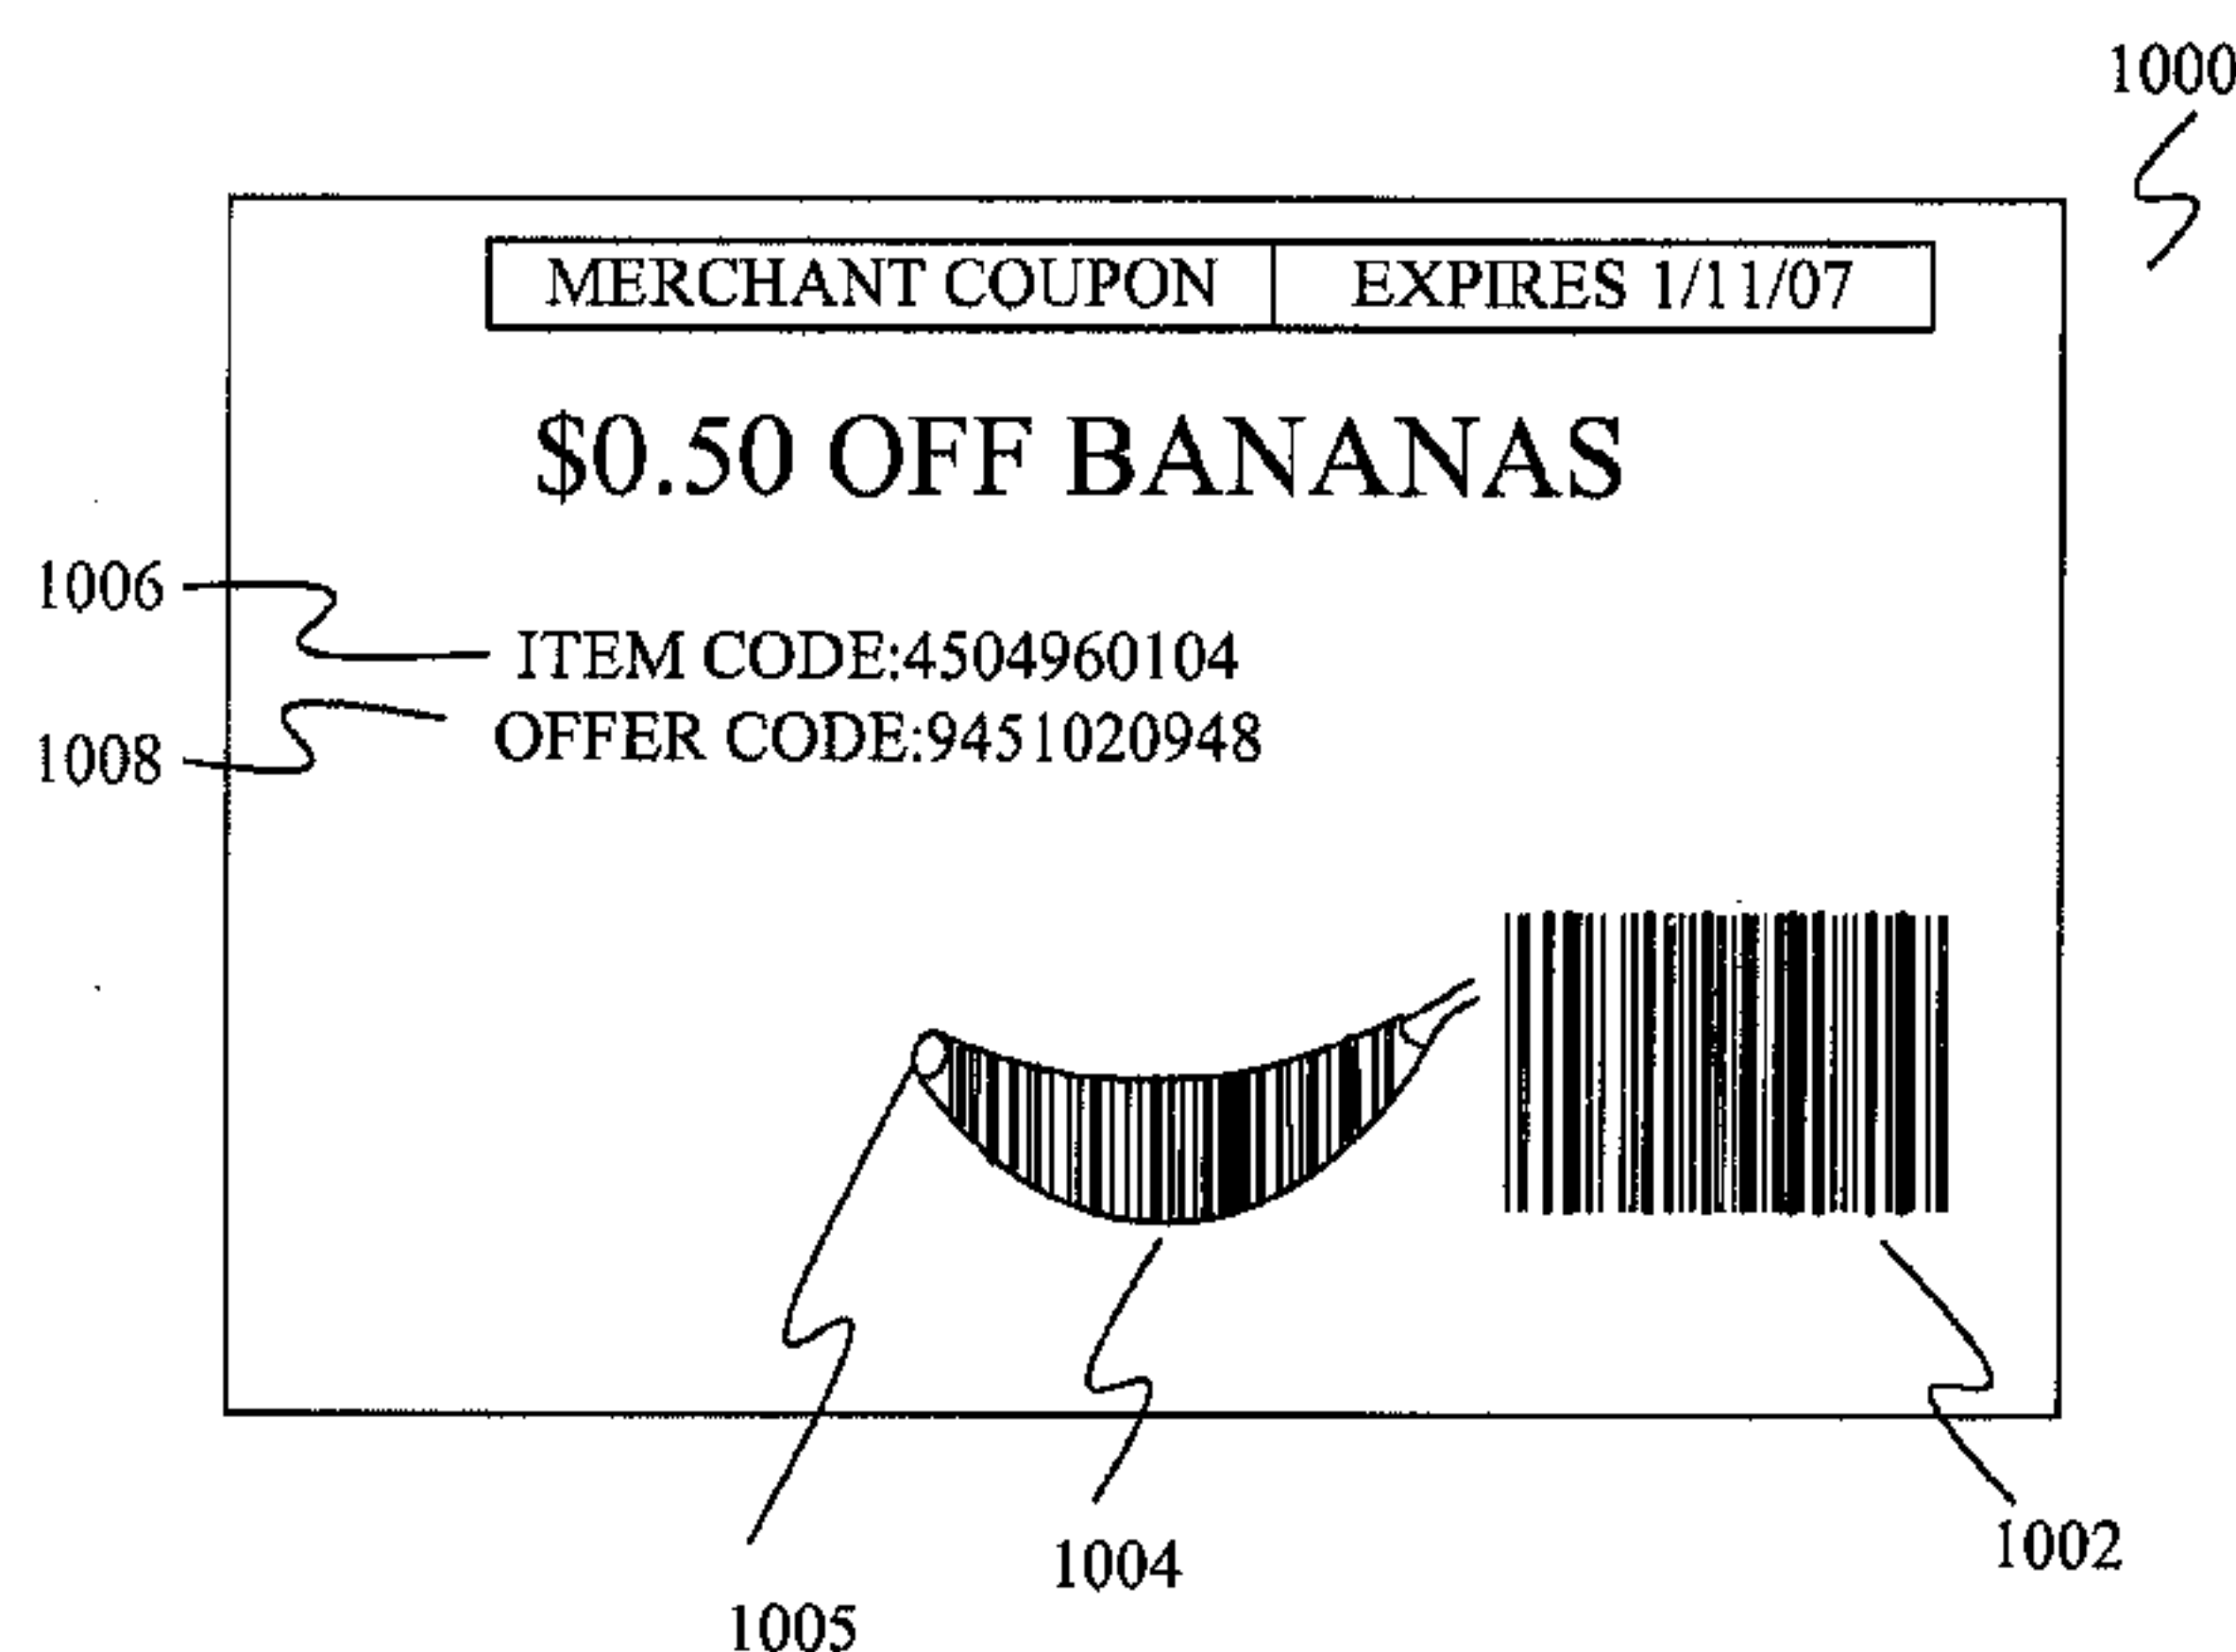 1000
MERCHANT COUPON EXPIRES 1/11/07
$0.50 OFF BANANAS
1006
ITEM CODE:4504960104
OFFER CODE:9451020948
1008
1002
1004
1005